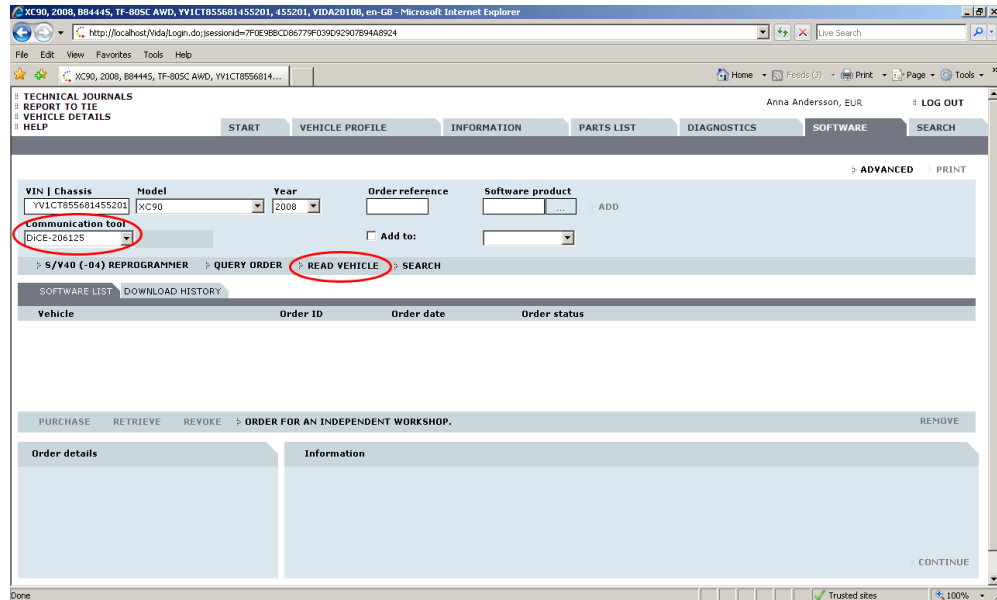 XC90, 2008, B8444S, TF-80SC AWD, YV1CT855681455201, 455201, VIDA2010B, en-GB - Microsoft Internet Explorer
http://localhost/Vida/Login.do;jsessionid=7F0E9BBCD86779F039D92907B94A8924
Live Search
File Edit View Favorites Tools Help
XC90, 2008, B8444S, TF-80SC AWD, YV1CT8556814...
Home Feeds (J) Print Page Tools »
TECHNICAL JOURNALS
REPORT TO TIE
VEHICLE DETAILS
HELP
Anna Andersson, EUR
LOG OUT
START VEHICLE PROFILE INFORMATION PARTS LIST DIAGNOSTICS SOFTWARE SEARCH
ADVANCED PRINT
VIN | Chassis Model Year Order reference Software product
YV1CT855681455201 XC90 2008 ... ADD
Communication tool
DiCE-206125 Add to:
S/V40 (-04) REPROGRAMMER QUERY ORDER READ VEHICLE SEARCH
SOFTWARE LIST DOWNLOAD HISTORY
Vehicle Order ID Order date Order status
PURCHASE RETRIEVE REVOKE ORDER FOR AN INDEPENDENT WORKSHOP. REMOVE
Order details Information
CONTINUE
Done Trusted sites 100%